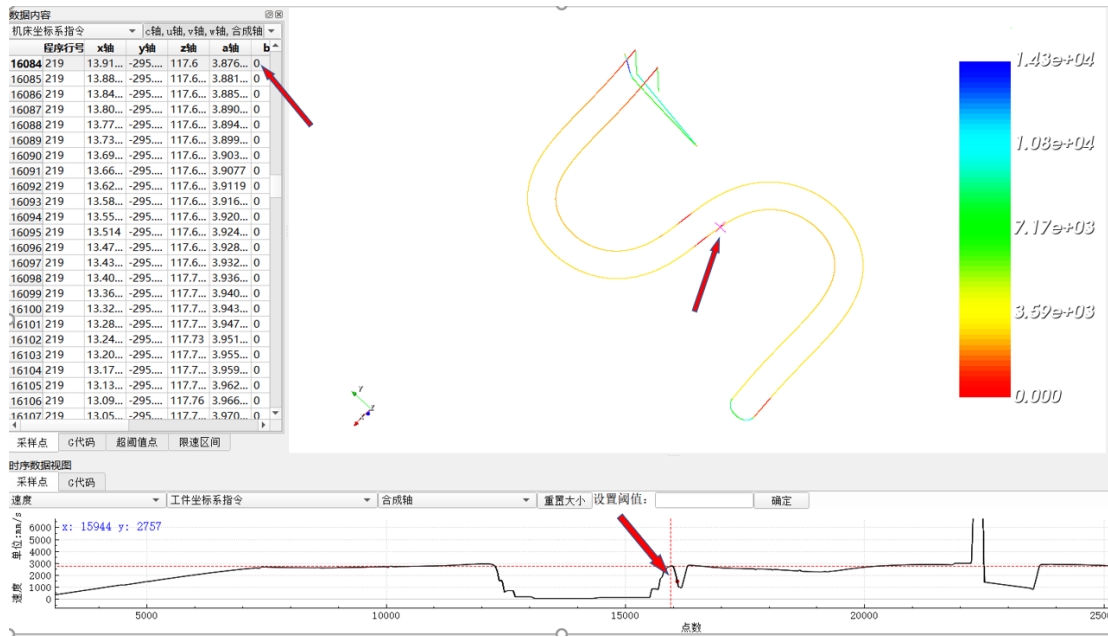 数据内容
机床坐标系指令 c轴,u轴,v轴,w轴,合成轴
程序行号 x轴 y轴 z轴 a轴 b
16084 219 13.91... -295.... 117.6 3.876... 0
16085 219 13.88... -295.... 117.6... 3.881... 0
16086 219 13.84... -295.... 117.6... 3.885... 0
16087 219 13.80... -295.... 117.6... 3.890... 0
16088 219 13.77... -295.... 117.6... 3.894... 0
16089 219 13.73... -295.... 117.6... 3.899... 0
16090 219 13.69... -295.... 117.6... 3.903... 0
16091 219 13.66... -295.... 117.6... 3.9077 0
16092 219 13.62... -295.... 117.6... 3.9119 0
16093 219 13.58... -295.... 117.6... 3.916... 0
16094 219 13.55... -295.... 117.6... 3.920... 0
16095 219 13.514 -295.... 117.6... 3.924... 0
16096 219 13.47... -295.... 117.6... 3.928... 0
16097 219 13.43... -295.... 117.6... 3.932... 0
16098 219 13.40... -295.... 117.7... 3.936... 0
16099 219 13.36... -295.... 117.7... 3.940... 0
16100 219 13.32... -295.... 117.7... 3.943... 0
16101 219 13.28... -295.... 117.7... 3.947... 0
16102 219 13.24... -295.... 117.73 3.951... 0
16103 219 13.20... -295.... 117.7... 3.955... 0
16104 219 13.17... -295.... 117.7... 3.959... 0
16105 219 13.13... -295.... 117.7... 3.962... 0
16106 219 13.09... -295.... 117.76 3.966... 0
16107 219 13.05... -295.... 117.7... 3.970... 0
采样点 G代码 超阈值点 限速区间
1.43e+04
1.08e+04
7.17e+03
3.59e+03
0.000
Y
Z
X
时序数据视图
采样点 G代码
速度 工件坐标系指令 合成轴 重置大小 设置阈值： 确定
x: 15944 y: 2757
速度 单位:mm/s
6000
5000
4000
3000
2000
1000
0
5000 10000 15000 20000 2500
点数